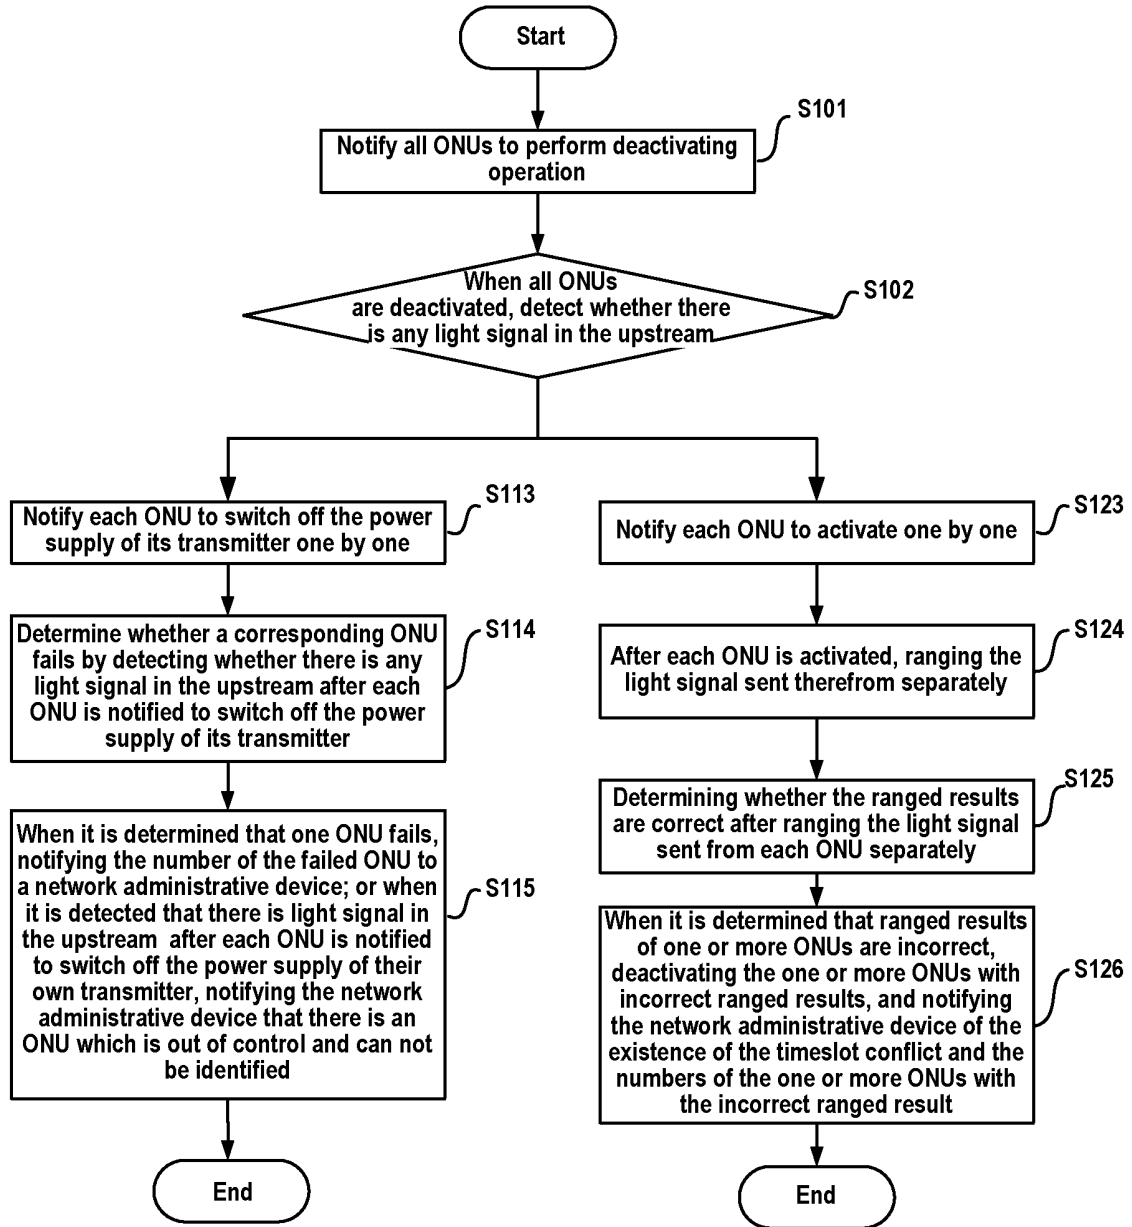 Start
S101
Notify all ONUs to perform deactivating
operation
When all ONUs
are deactivated, detect whether there
is any light signal in the upstream
S102
S113
Notify each ONU to switch off the power
supply of its transmitter one by one
S114
Determine whether a corresponding ONU
fails by detecting whether there is any
light signal in the upstream after each
ONU is notified to switch off the power
supply of its transmitter
S115
When it is determined that one ONU fails,
notifying the number of the failed ONU to
a network administrative device; or when
it is detected that there is light signal in
the upstream after each ONU is notified
to switch off the power supply of their
own transmitter, notifying the network
administrative device that there is an
ONU which is out of control and can not
be identified
End
S123
Notify each ONU to activate one by one
S124
After each ONU is activated, ranging the
light signal sent therefrom separately
S125
Determining whether the ranged results
are correct after ranging the light signal
sent from each ONU separately
S126
When it is determined that ranged results
of one or more ONUs are incorrect,
deactivating the one or more ONUs with
incorrect ranged results, and notifying
the network administrative device of the
existence of the timeslot conflict and the
numbers of the one or more ONUs with
the incorrect ranged result
End